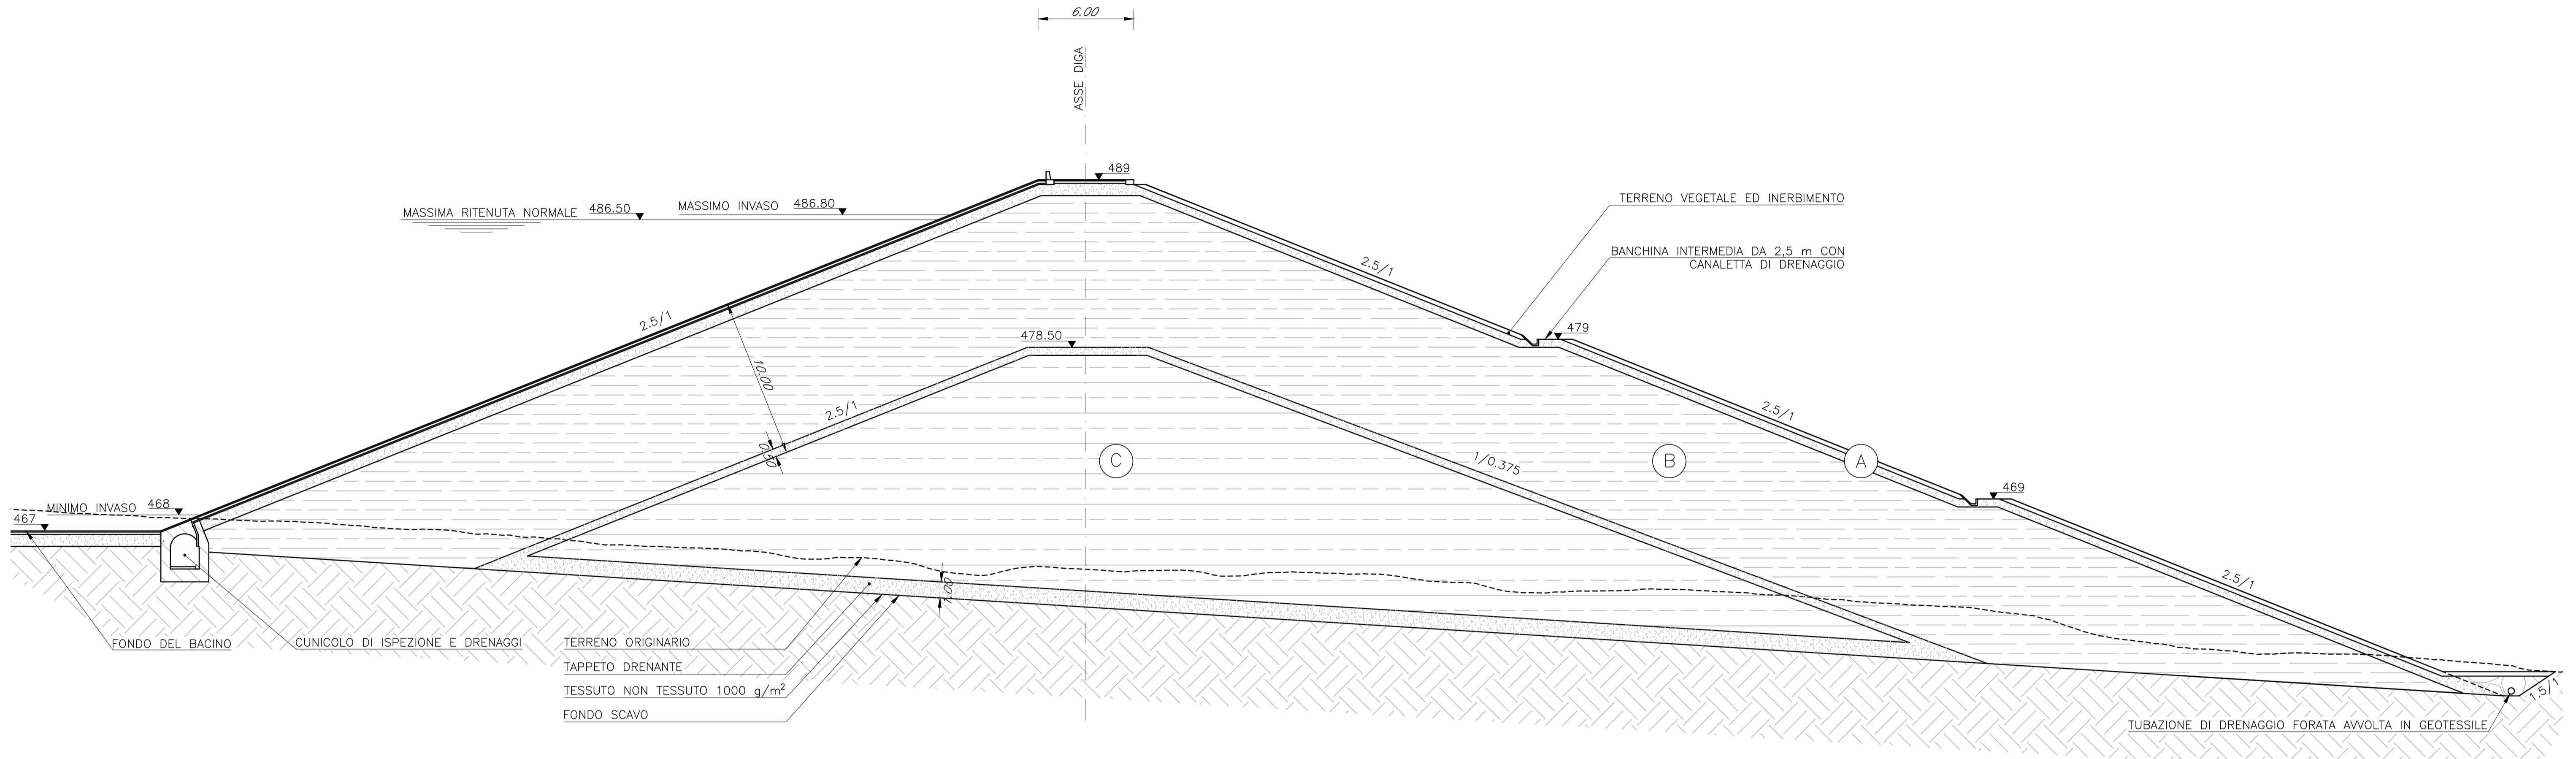 6.00
ASSE DIGA
489
MASSIMA RITENUTA NORMALE 486.50
MASSIMO INVASO 486.80
TERRENO VEGETALE ED INERBIMENTO
BANCHINA INTERMEDIA DA 2,5 m CON
CANALETTA DI DRENAGGIO
2.5/1
2.5/1
479
478.50
10.00
2.5/1
2.5/1
0.50
C
1/0.375
B
A
469
MINIMO INVASO 468
467
2.5/1
1.00
FONDO DEL BACINO
CUNICOLO DI ISPEZIONE E DRENAGGI
TERRENO ORIGINARIO
TAPPETO DRENANTE
TESSUTO NON TESSUTO 1000 g/m²
FONDO SCAVO
1.5/1
TUBAZIONE DI DRENAGGIO FORATA AVVOLTA IN GEOTESSILE